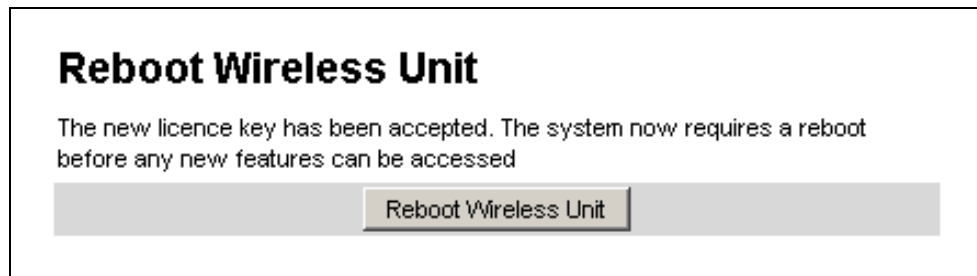 Reboot Wireless Unit
The new licence key has been accepted. The system now requires a reboot
before any new features can be accessed
Reboot Wireless Unit